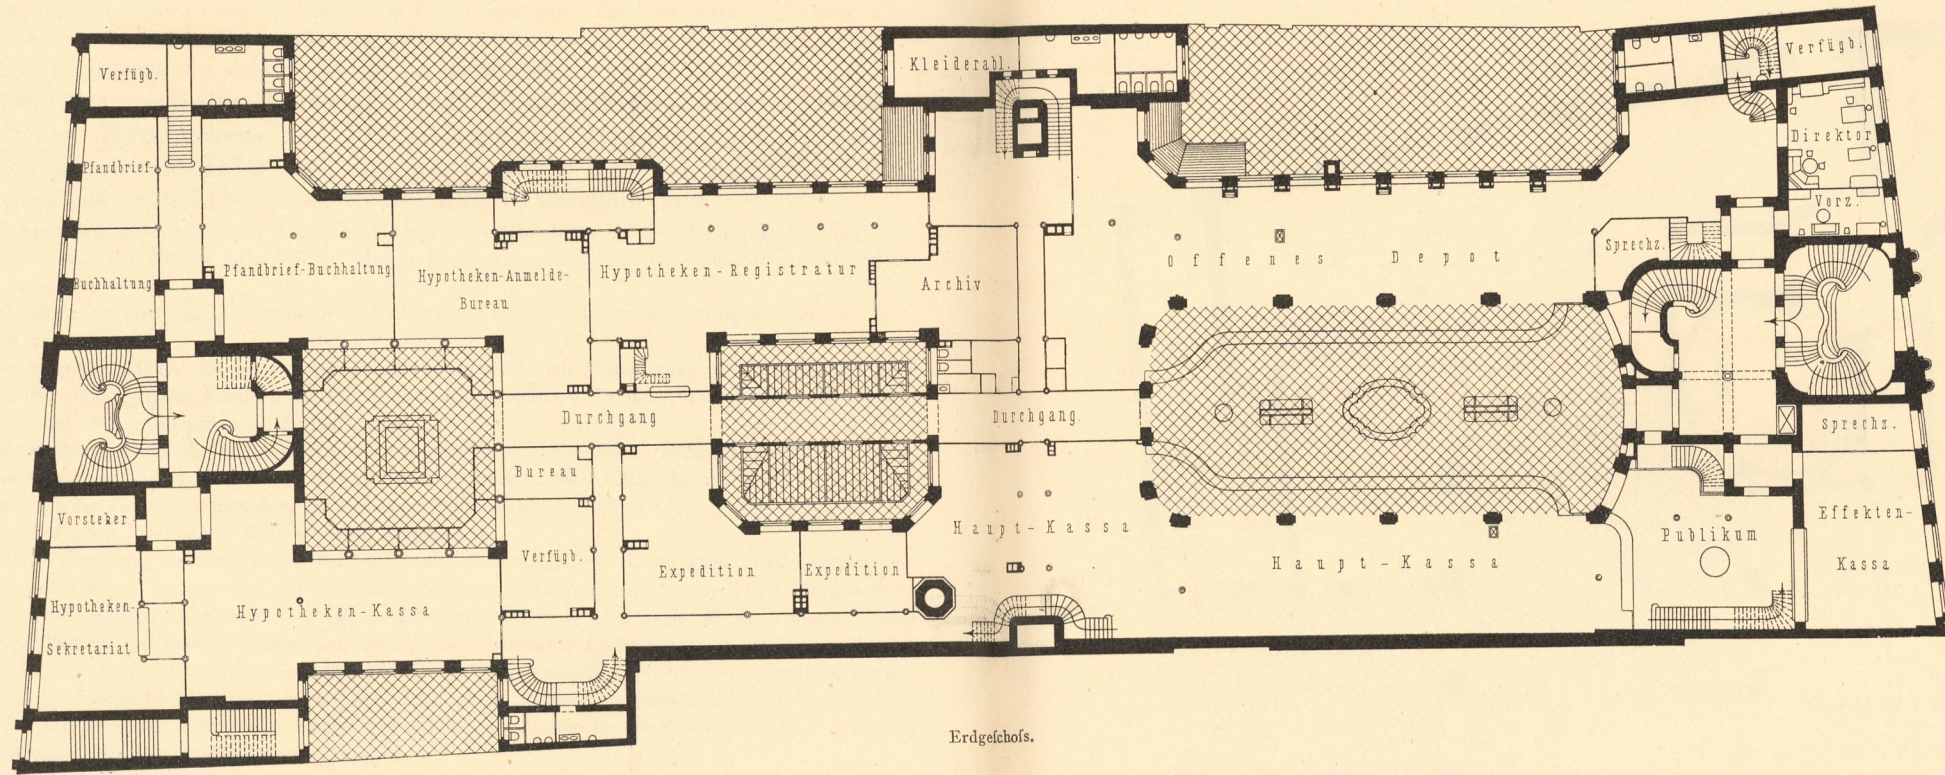 Verfügb.
Kleiderabl.
Verfügb.
Pfandbrief-
Buchhaltung
Direktor
Vorz.
Sprechz.
Pfandbrief-Buchhaltung
Hypotheken-Anmelde-
Bureau
Hypotheken-Registratur
Archiv
Offenes Depot
Durchgang
Durchgang.
Sprechz.
Bureau
Vorsteher
Verfügb.
Expedition
Expedition
Haupt-Kassa
Haupt-Kassa
Publikum
Effekten-
Kassa
Hypotheken-
Sekretariat
Hypotheken-Kassa
Erdgeſchoſs.